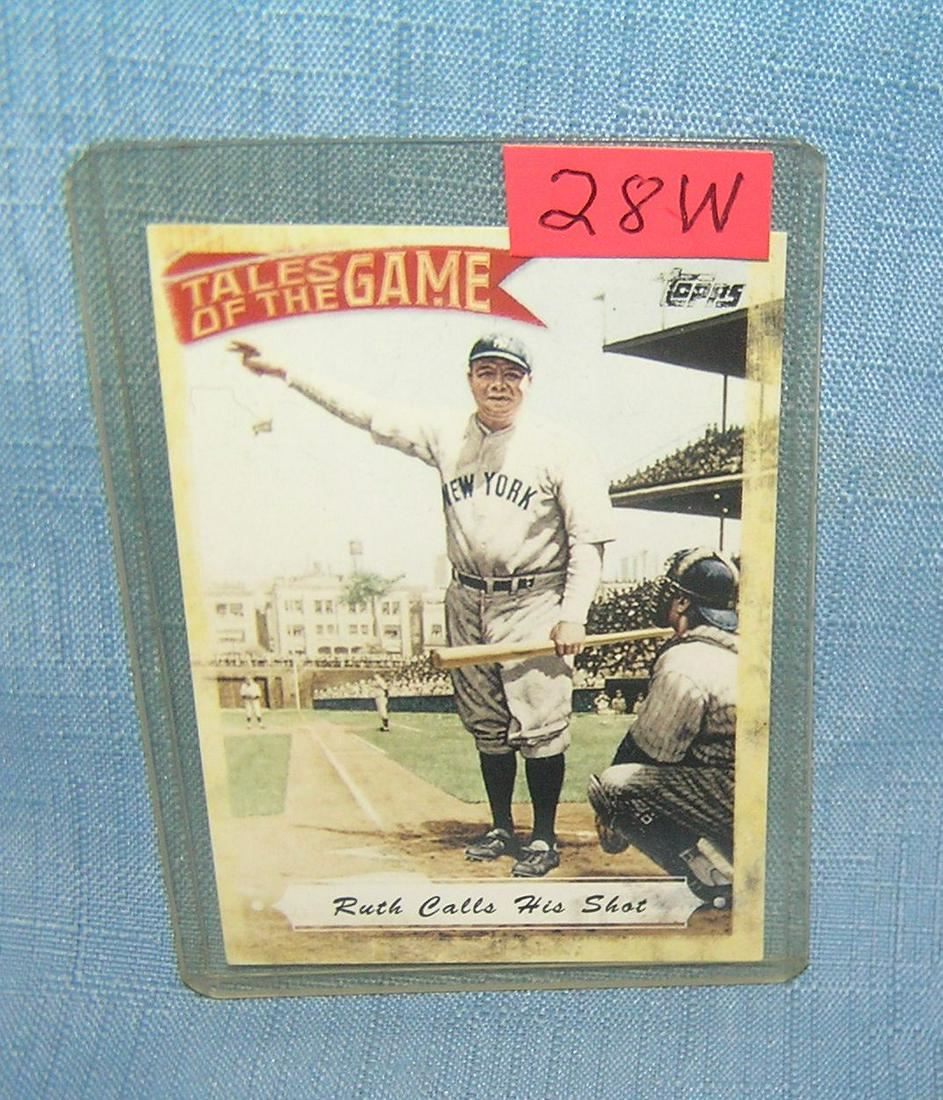 28W
TALES
OF THE GAME
Topps
NEW YORK
Ruth Calls His Shot